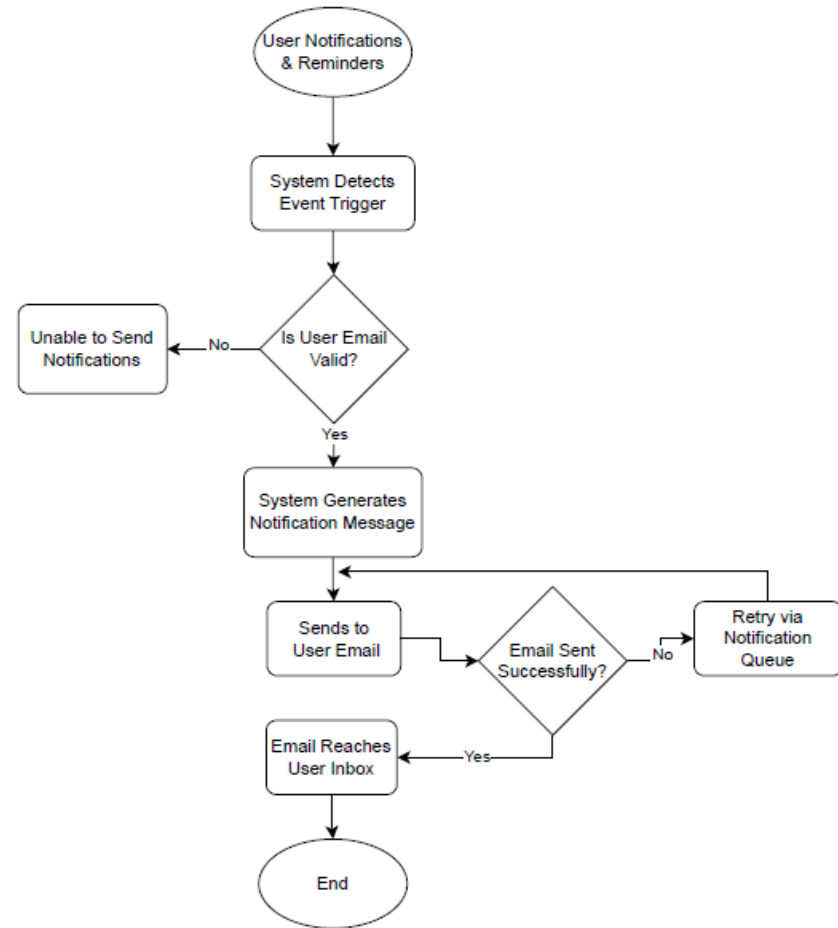 User Notifications
& Reminders
System Detects
Event Trigger
Unable to Send
Notifications
No
Is User Email
Valid?
Yes
System Generates
Notification Message
Sends to
User Email
Email Sent
Successfully?
No
Retry via
Notification
Queue
Email Reaches
User Inbox
Yes
End